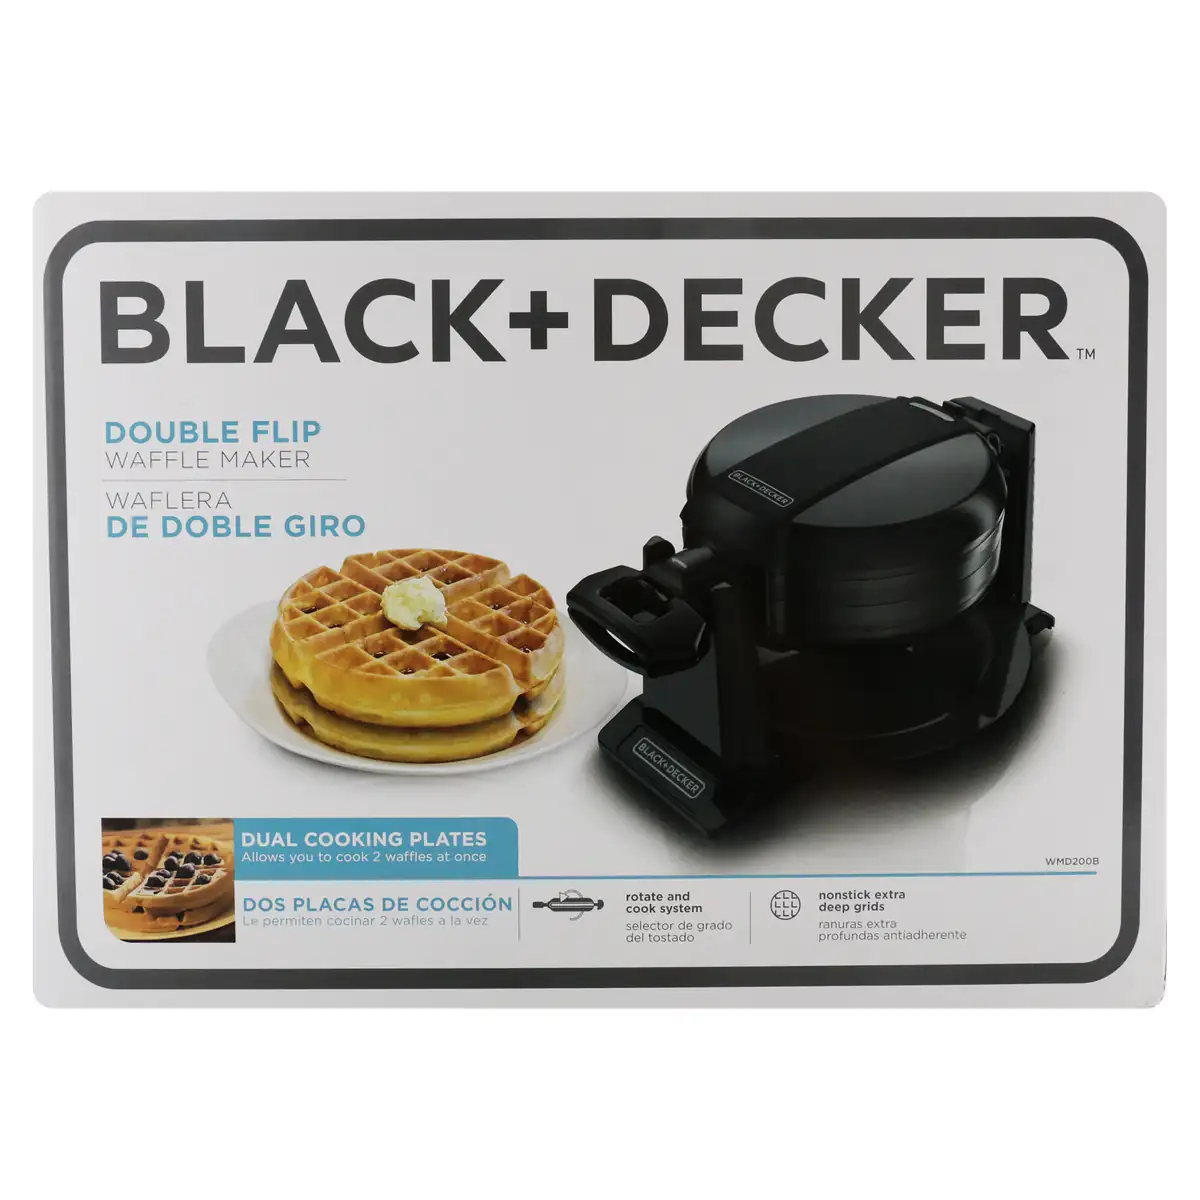 BLACK+DECKER™
DOUBLE FLIP
WAFFLE MAKER
WAFLERA
DE DOBLE GIRO
BLACK+DECKER
BLACK+DECKER
WMD200B
DUAL COOKING PLATES
Allows you to cook 2 waffles at once
DOS PLACAS DE COCCIÓN
Le permiten cocinar 2 wafles a la vez
rotate and
cook system
selector de grado
del tostado
nonstick extra
deep grids
ranuras extra
profundas antiadherente